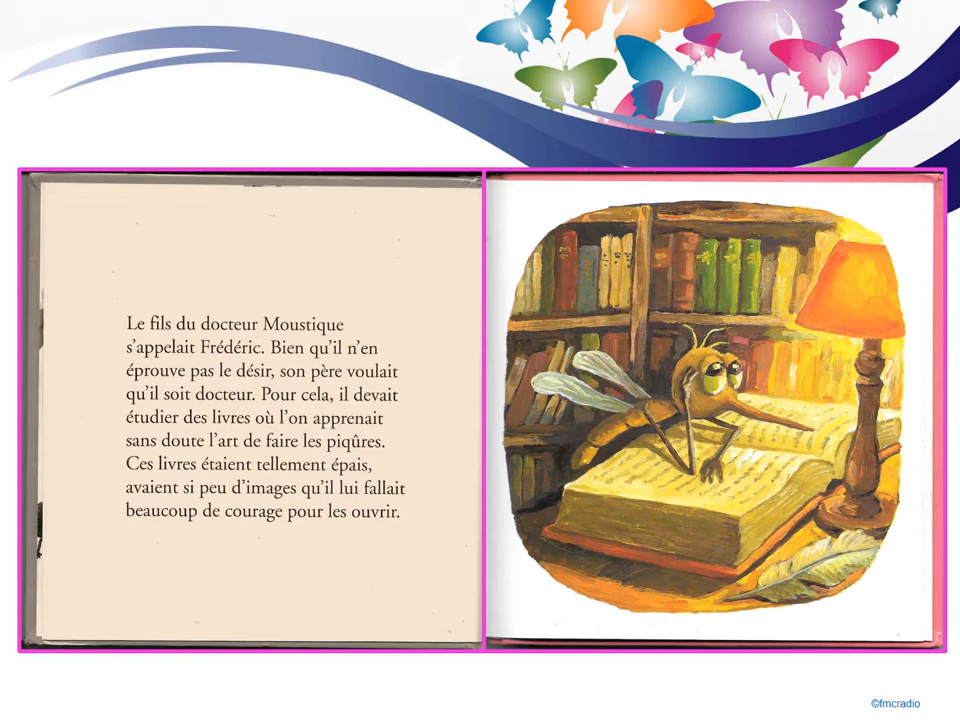 Le fils du docteur Moustique
s'appelait Frédéric. Bien qu'il n'en
éprouve pas le désir, son père voulait
qu'il soit docteur. Pour cela, il devait
étudier des livres où l'on apprenait
sans doute l'art de faire les piqûres.
Ces livres étaient tellement épais,
avaient si peu d'images qu'il lui fallait
beaucoup de courage pour les ouvrir.
©fmcradio